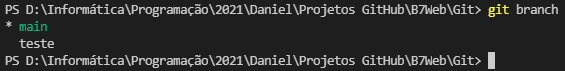 PS D:\Informática\Programação\2021\Daniel\Projetos GitHub\B7Web\Git> git branch
* main
  teste
PS D:\Informática\Programação\2021\Daniel\Projetos GitHub\B7Web\Git>